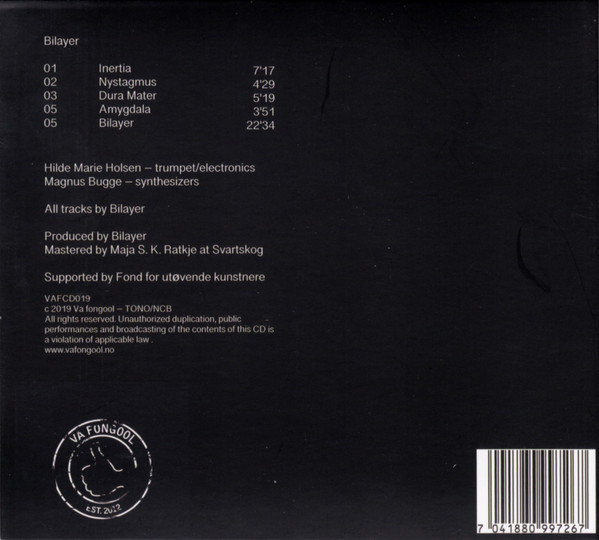 Bilayer
01 Inertia 7'17
02 Nystagmus 4'29
03 Dura Mater 5'19
05 Amygdala 3'51
05 Bilayer 22'34
Hilde Marie Holsen – trumpet/electronics
Magnus Bugge – synthesizers
All tracks by Bilayer
Produced by Bilayer
Mastered by Maja S. K. Ratkje at Svartskog
Supported by Fond for utøvende kunstnere
VAFCD019
c 2019 Va fongool – TONO/NCB
All rights reserved. Unauthorized duplication, public
performances and broadcasting of the contents of this CD is
a violation of applicable law .
www.vafongool.no
VA FONGOOL
EST. 2012
7 041880 997267